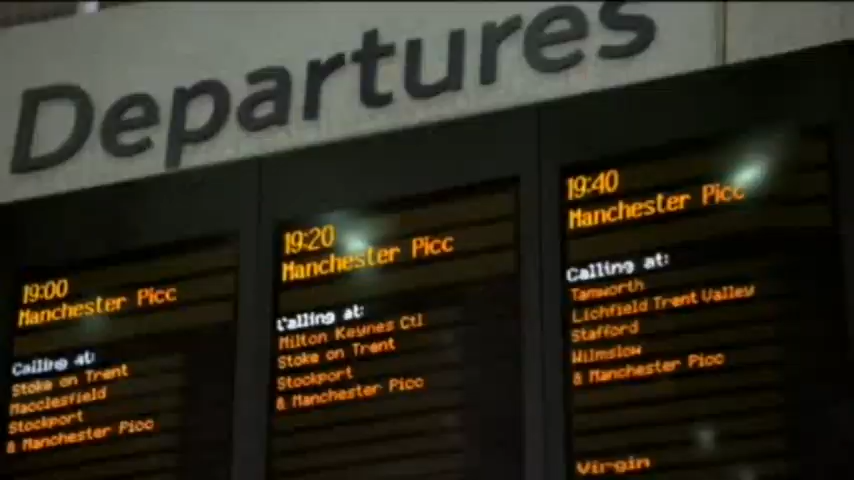 Departures
19:00
Manchester Picc
Calling at:
Stoke on Trent
Macclesfield
Stockport
& Manchester Picc
19:20
Manchester Picc
Calling at:
Milton Keynes Ctl
Stoke on Trent
Stockport
& Manchester Picc
19:40
Manchester Picc
Calling at:
Tamworth
Lichfield Trent Valley
Stafford
Wilmslow
& Manchester Picc
Virgin